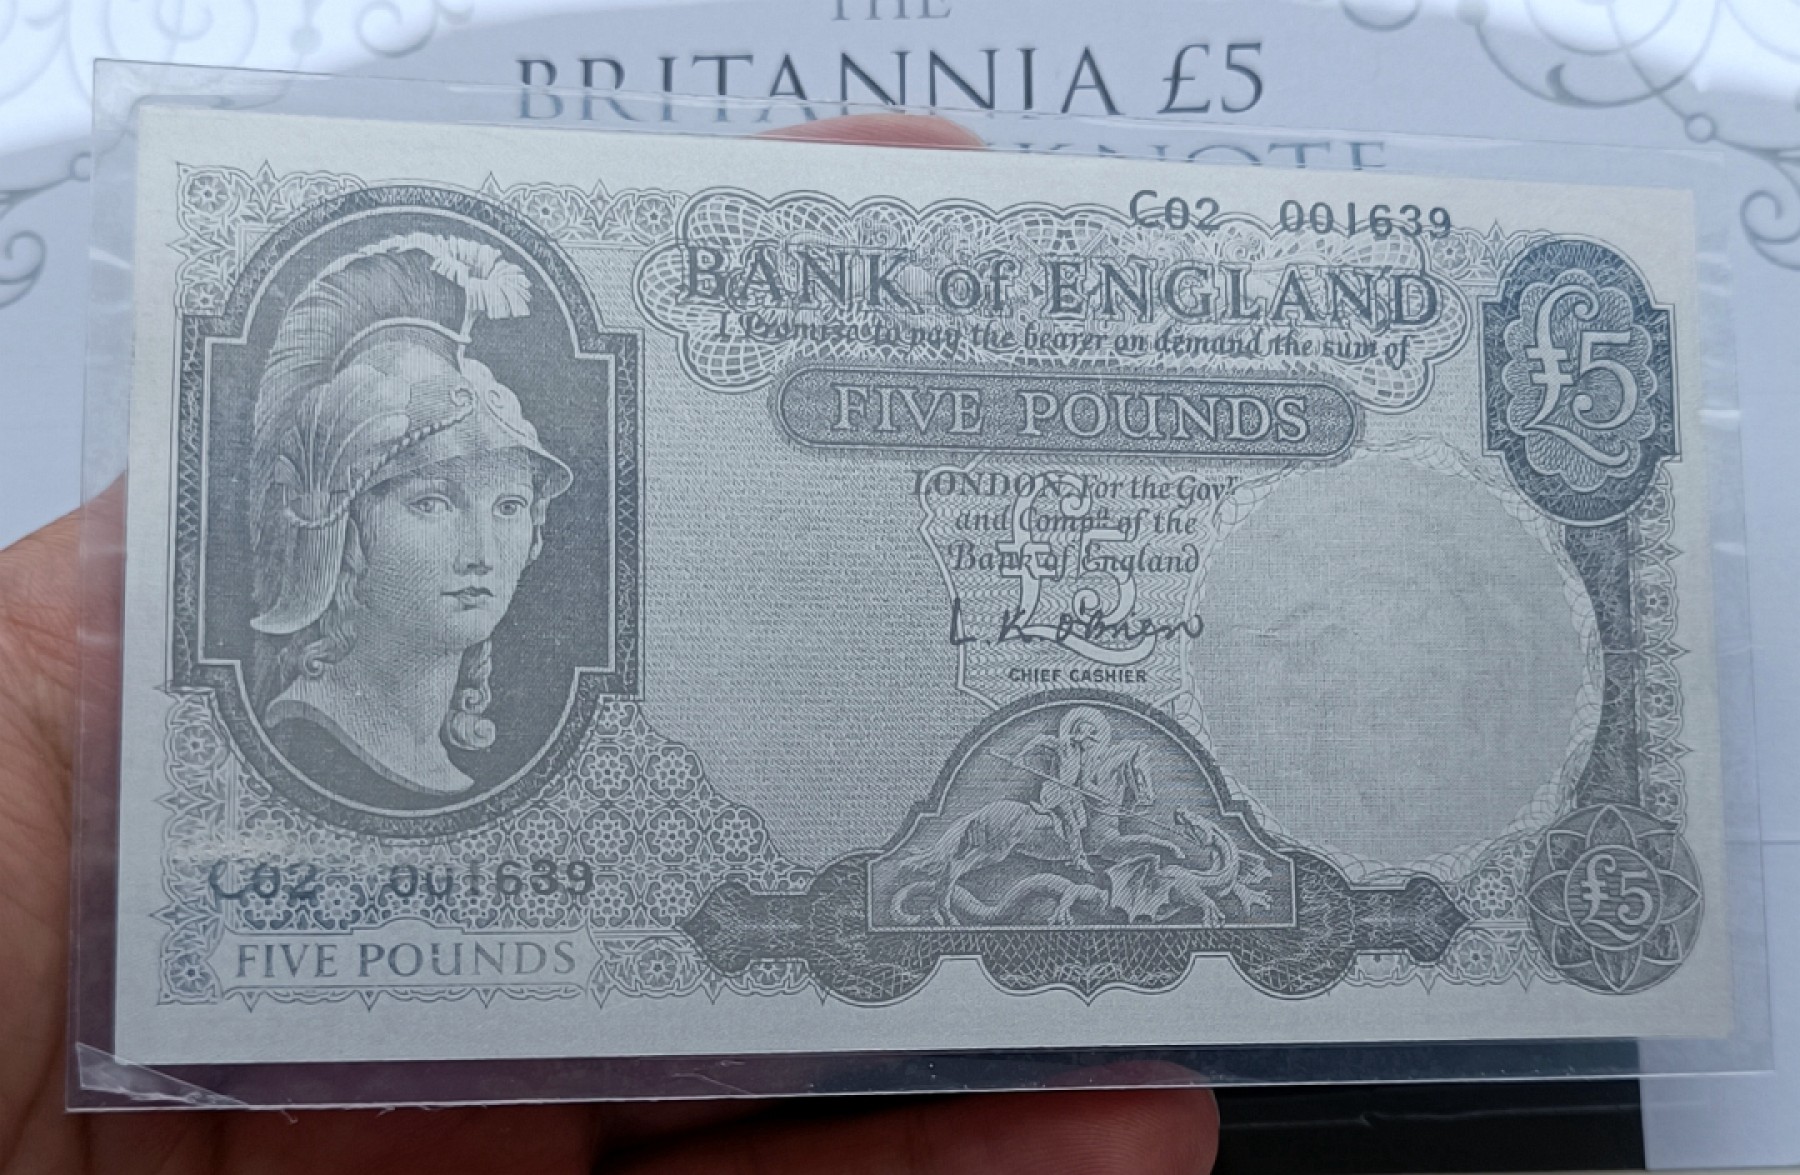 THE
BRITANNIA £5
C02 001639
BANK of ENGLAND
I Promise to pay the bearer on demand the sum of
£5
FIVE POUNDS
LONDON, For the Govr.
and Compa. of the
Bank of England
£5
L.K. O'Brien
CHIEF CASHIER
C02 001639
£5
FIVE POUNDS